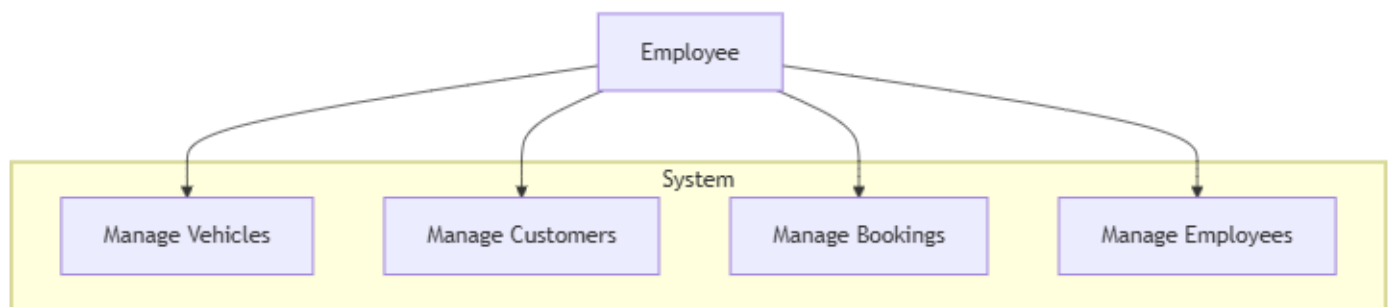 Employee
System
Manage Vehicles
Manage Customers
Manage Bookings
Manage Employees